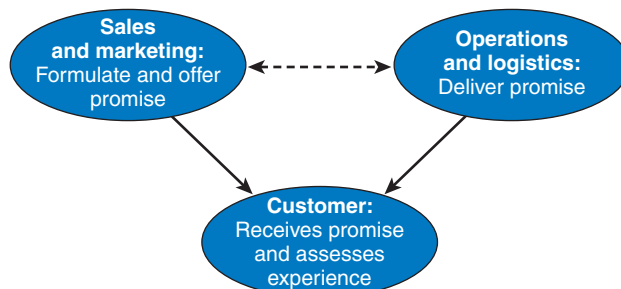 Sales
and marketing:
Formulate and offer
promise
Operations
and logistics:
Deliver promise
Customer:
Receives promise
and assesses
experience